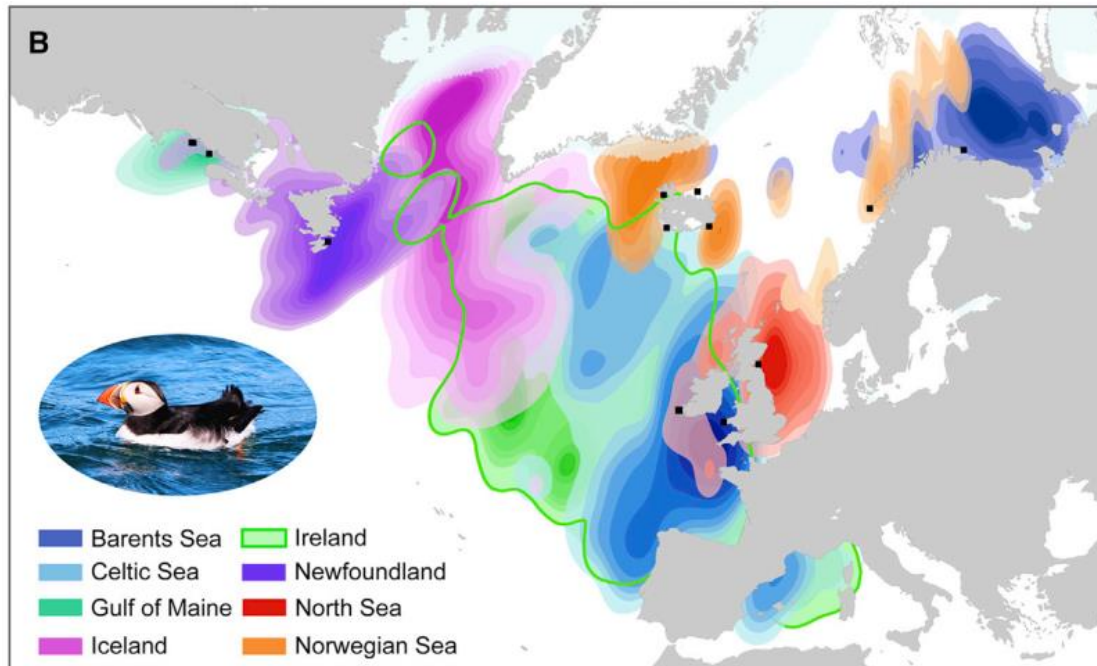 B
Barents Sea
Ireland
Celtic Sea
Newfoundland
Gulf of Maine
North Sea
Iceland
Norwegian Sea